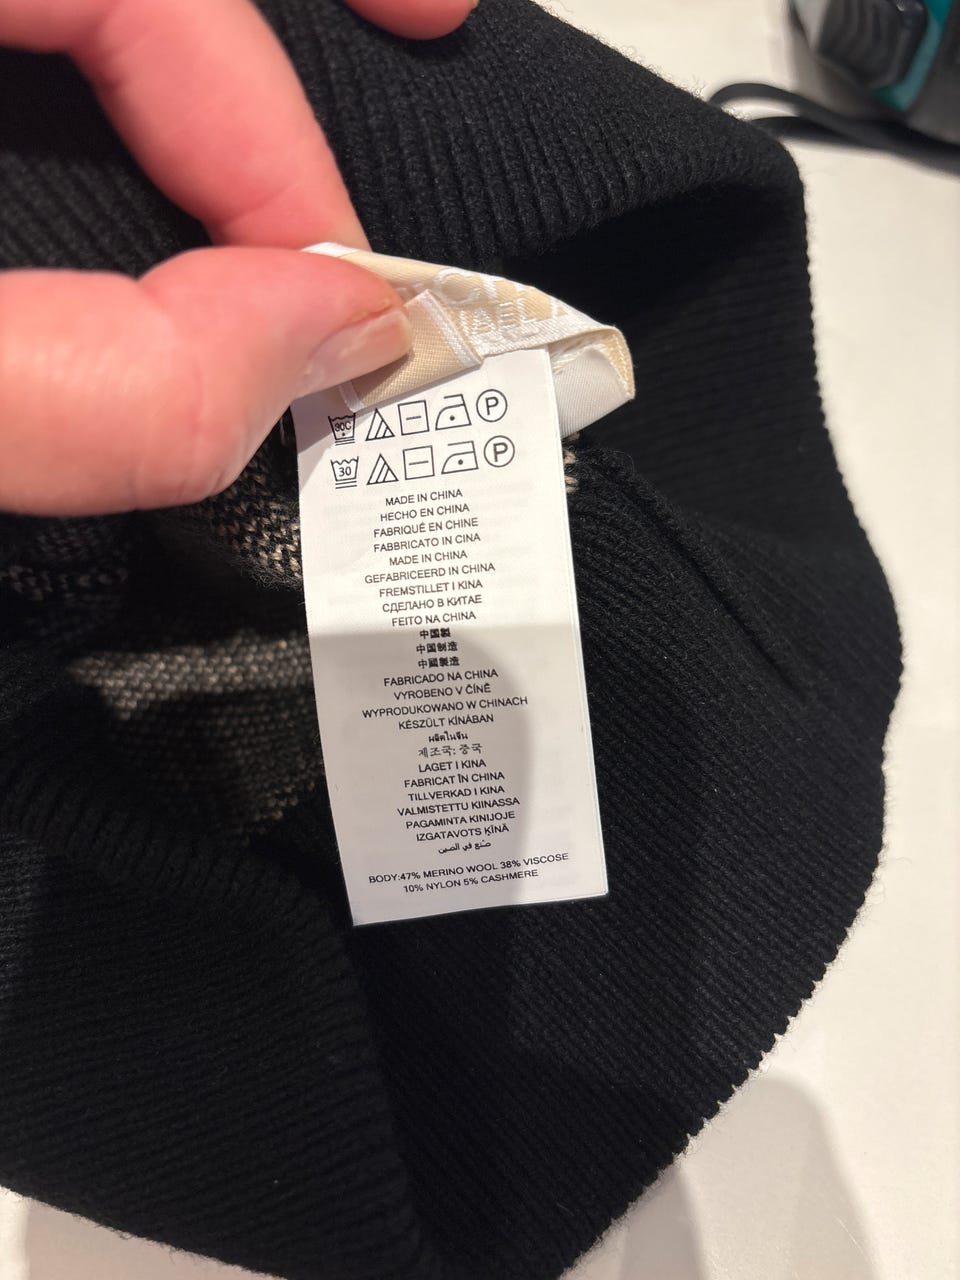 30C
P
30
P
MADE IN CHINA
HECHO EN CHINA
FABRIQUÉ EN CHINE
FABBRICATO IN CINA
MADE IN CHINA
GEFABRICEERD IN CHINA
FREMSTILLET I KINA
СДЕЛАНО В КИТАЕ
FEITO NA CHINA
中国製
中国制造
中國製造
FABRICADO NA CHINA
VYROBENO V ČÍNĚ
WYPRODUKOWANO W CHINACH
KÉSZÜLT KÍNÁBAN
ผลิตในจีน
제조국: 중국
LAGET I KINA
FABRICAT ÎN CHINA
TILLVERKAD I KINA
VALMISTETTU KIINASSA
PAGAMINTA KINIJOJE
IZGATAVOTS ĶĪNĀ
صنع في الصين
BODY:47% MERINO WOOL 38% VISCOSE
10% NYLON 5% CASHMERE